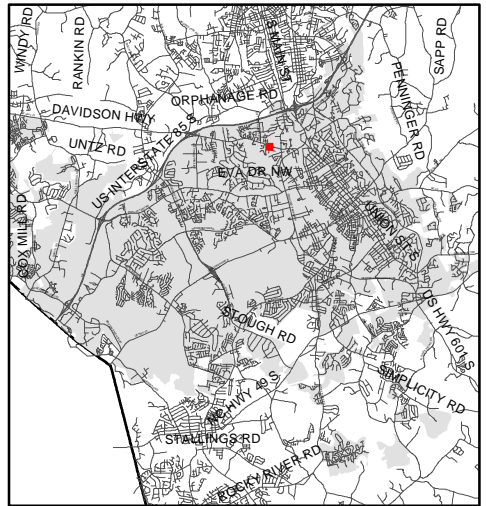 WINDY RD
RANKIN RD
S MAIN ST
SAPP RD
PENNINGER RD
ORPHANAGE RD
DAVIDSON HWY
US INTERSTATE 85 S
UNTZ RD
EVA DR NW
UNION ST S
COX MILL RD
STOUGH RD
US HWY 601 S
SIMPLICITY RD
NC HWY 49 S
STALLINGS RD
ROCKY RIVER RD